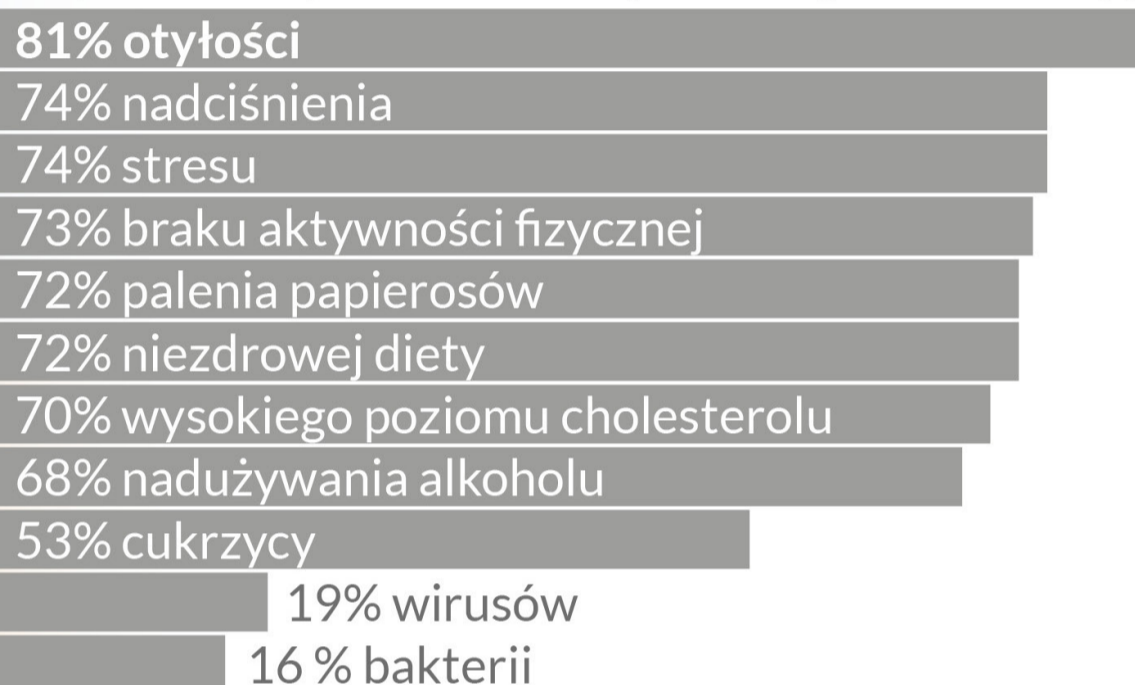 81% otyłości
74% nadciśnienia
74% stresu
73% braku aktywności fizycznej
72% palenia papierosów
72% niezdrowej diety
70% wysokiego poziomu cholesterolu
68% nadużywania alkoholu
53% cukrzycy
19% wirusów
16 % bakterii